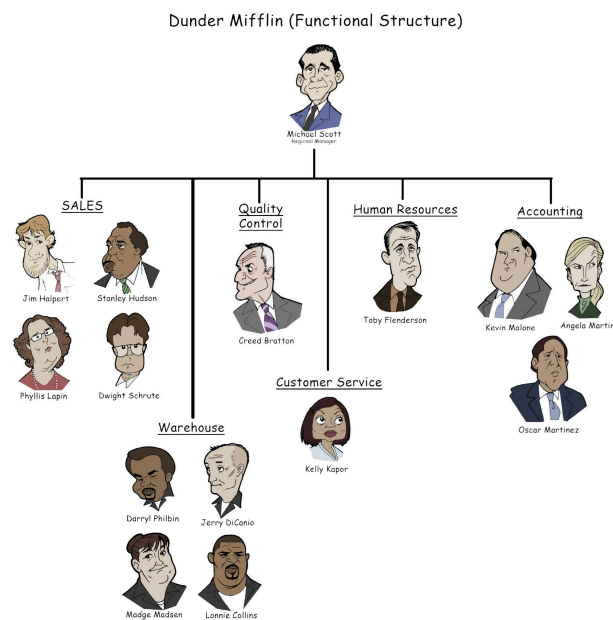 Dunder Mifflin (Functional Structure)
Michael Scott
Regional Manager
SALES
Jim Halpert
Stanley Hudson
Phyllis Lapin
Dwight Schrute
Quality
Control
Creed Bratton
Human Resources
Toby Flenderson
Accounting
Kevin Malone
Angela Martin
Oscar Martinez
Customer Service
Kelly Kapor
Warehouse
Darryl Philbin
Jerry DiCanio
Madge Madsen
Lonnie Collins